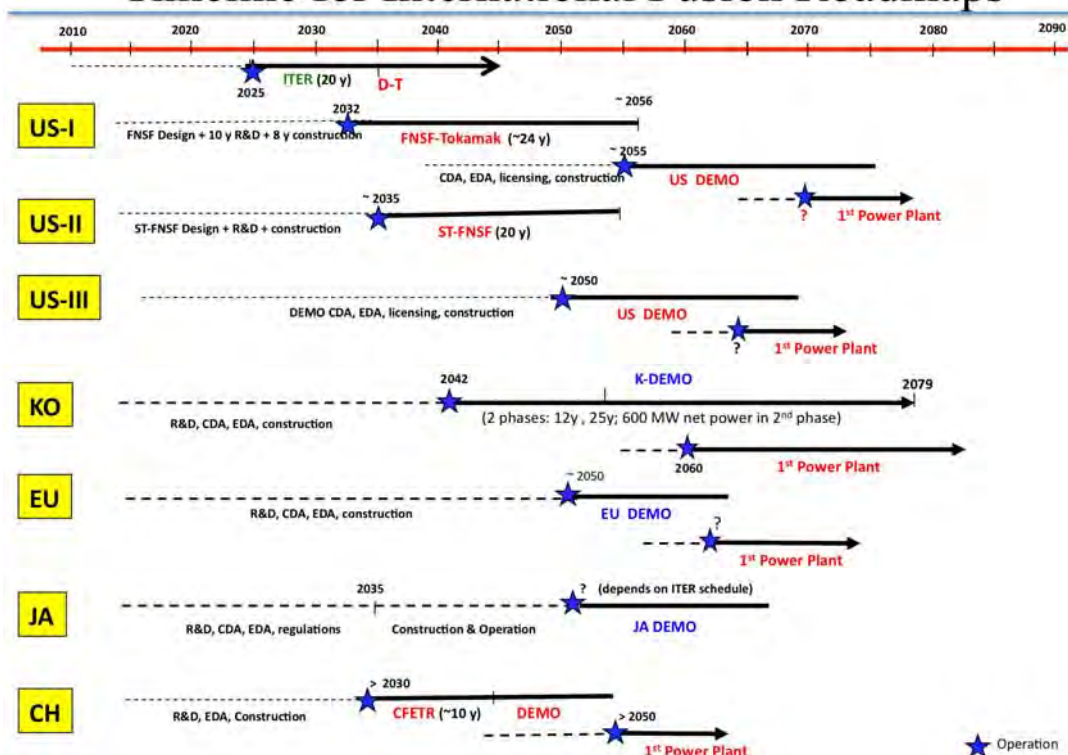 Timeline for International Fusion Roadmaps
2010 2020 2030 2040 2050 2060 2070 2080 2090
ITER (20 y) D-T
2025
US-I
2032
~ 2056
FNSF Design + 10 y R&D + 8 y construction
FNSF-Tokamak (~24 y)
~ 2055
CDA, EDA, licensing, construction
US DEMO
?
1st Power Plant
US-II
~ 2035
ST-FNSF Design + R&D + construction
ST-FNSF (20 y)
US-III
~ 2050
DEMO CDA, EDA, licensing, construction
US DEMO
?
1st Power Plant
KO
2042
K-DEMO
2079
R&D, CDA, EDA, construction
(2 phases: 12y , 25y; 600 MW net power in 2nd phase)
2060
1st Power Plant
EU
~ 2050
R&D, CDA, EDA, construction
EU DEMO
?
1st Power Plant
JA
2035
? (depends on ITER schedule)
R&D, CDA, EDA, regulations
Construction & Operation
JA DEMO
CH
> 2030
R&D, EDA, Construction
CFETR (~10 y)
DEMO
> 2050
1st Power Plant
Operation